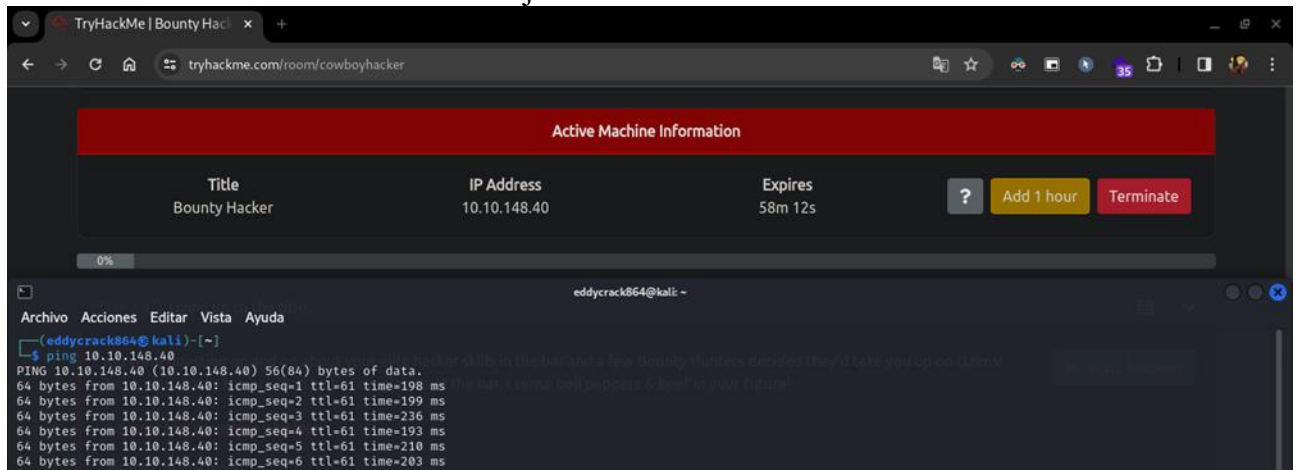 TryHackMe | Bounty Hac
tryhackme.com/room/cowboyhacker
35
Active Machine Information
Title
IP Address
Expires
Bounty Hacker
10.10.148.40
58m 12s
?
Add 1 hour
Terminate
0%
eddycrack864@kali: ~
Archivo Acciones Editar Vista Ayuda
(eddycrack864㉿kali)-[~]
$ ping 10.10.148.40
PING 10.10.148.40 (10.10.148.40) 56(84) bytes of data.
64 bytes from 10.10.148.40: icmp_seq=1 ttl=61 time=198 ms
64 bytes from 10.10.148.40: icmp_seq=2 ttl=61 time=199 ms
64 bytes from 10.10.148.40: icmp_seq=3 ttl=61 time=236 ms
64 bytes from 10.10.148.40: icmp_seq=4 ttl=61 time=193 ms
64 bytes from 10.10.148.40: icmp_seq=5 ttl=61 time=210 ms
64 bytes from 10.10.148.40: icmp_seq=6 ttl=61 time=203 ms